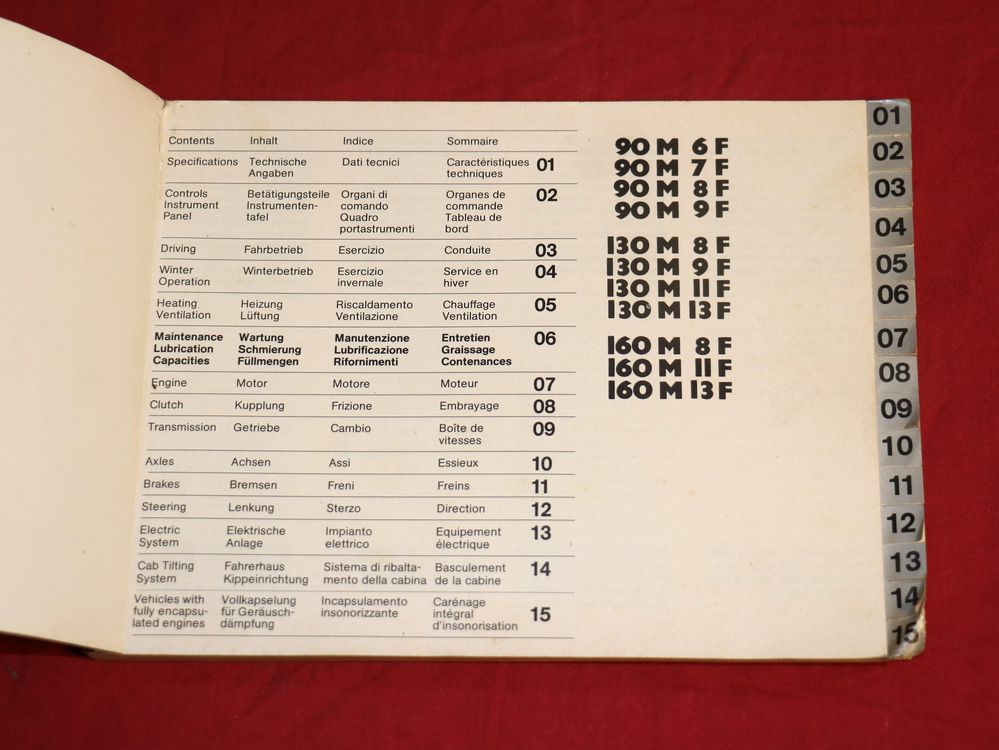 Contents Inhalt Indice Sommaire
Specifications Technische Dati tecnici Caractéristiques 01
Angaben techniques
Controls Betätigungsteile Organi di Organes de 02
Instrument Instrumenten- comando commande
Panel tafel Quadro Tableau de
portastrumenti bord
Driving Fahrbetrieb Esercizio Conduite 03
Winter Winterbetrieb Esercizio Service en 04
Operation invernale hiver
Heating Heizung Riscaldamento Chauffage 05
Ventilation Lüftung Ventilazione Ventilation
Maintenance Wartung Manutenzione Entretien 06
Lubrication Schmierung Lubrificazione Graissage
Capacities Füllmengen Rifornimenti Contenances
Engine Motor Motore Moteur 07
Clutch Kupplung Frizione Embrayage 08
Transmission Getriebe Cambio Boîte de 09
vitesses
Axles Achsen Assi Essieux 10
Brakes Bremsen Freni Freins 11
Steering Lenkung Sterzo Direction 12
Electric Elektrische Impianto Equipement 13
System Anlage elettrico électrique
Cab Tilting Fahrerhaus Sistema di ribalta- Basculement 14
System Kippeinrichtung mento della cabina de la cabine
Vehicles with Vollkapselung Incapsulamento Carénage 15
fully encapsu- für Geräusch- insonorizzante intégral
lated engines dämpfung d'insonorisation
90 M 6 F
90 M 7 F
90 M 8 F
90 M 9 F
130 M 8 F
130 M 9 F
130 M 11 F
130 M 13 F
160 M 8 F
160 M 11 F
160 M 13 F
01
02
03
04
05
06
07
08
09
10
11
12
13
14
15